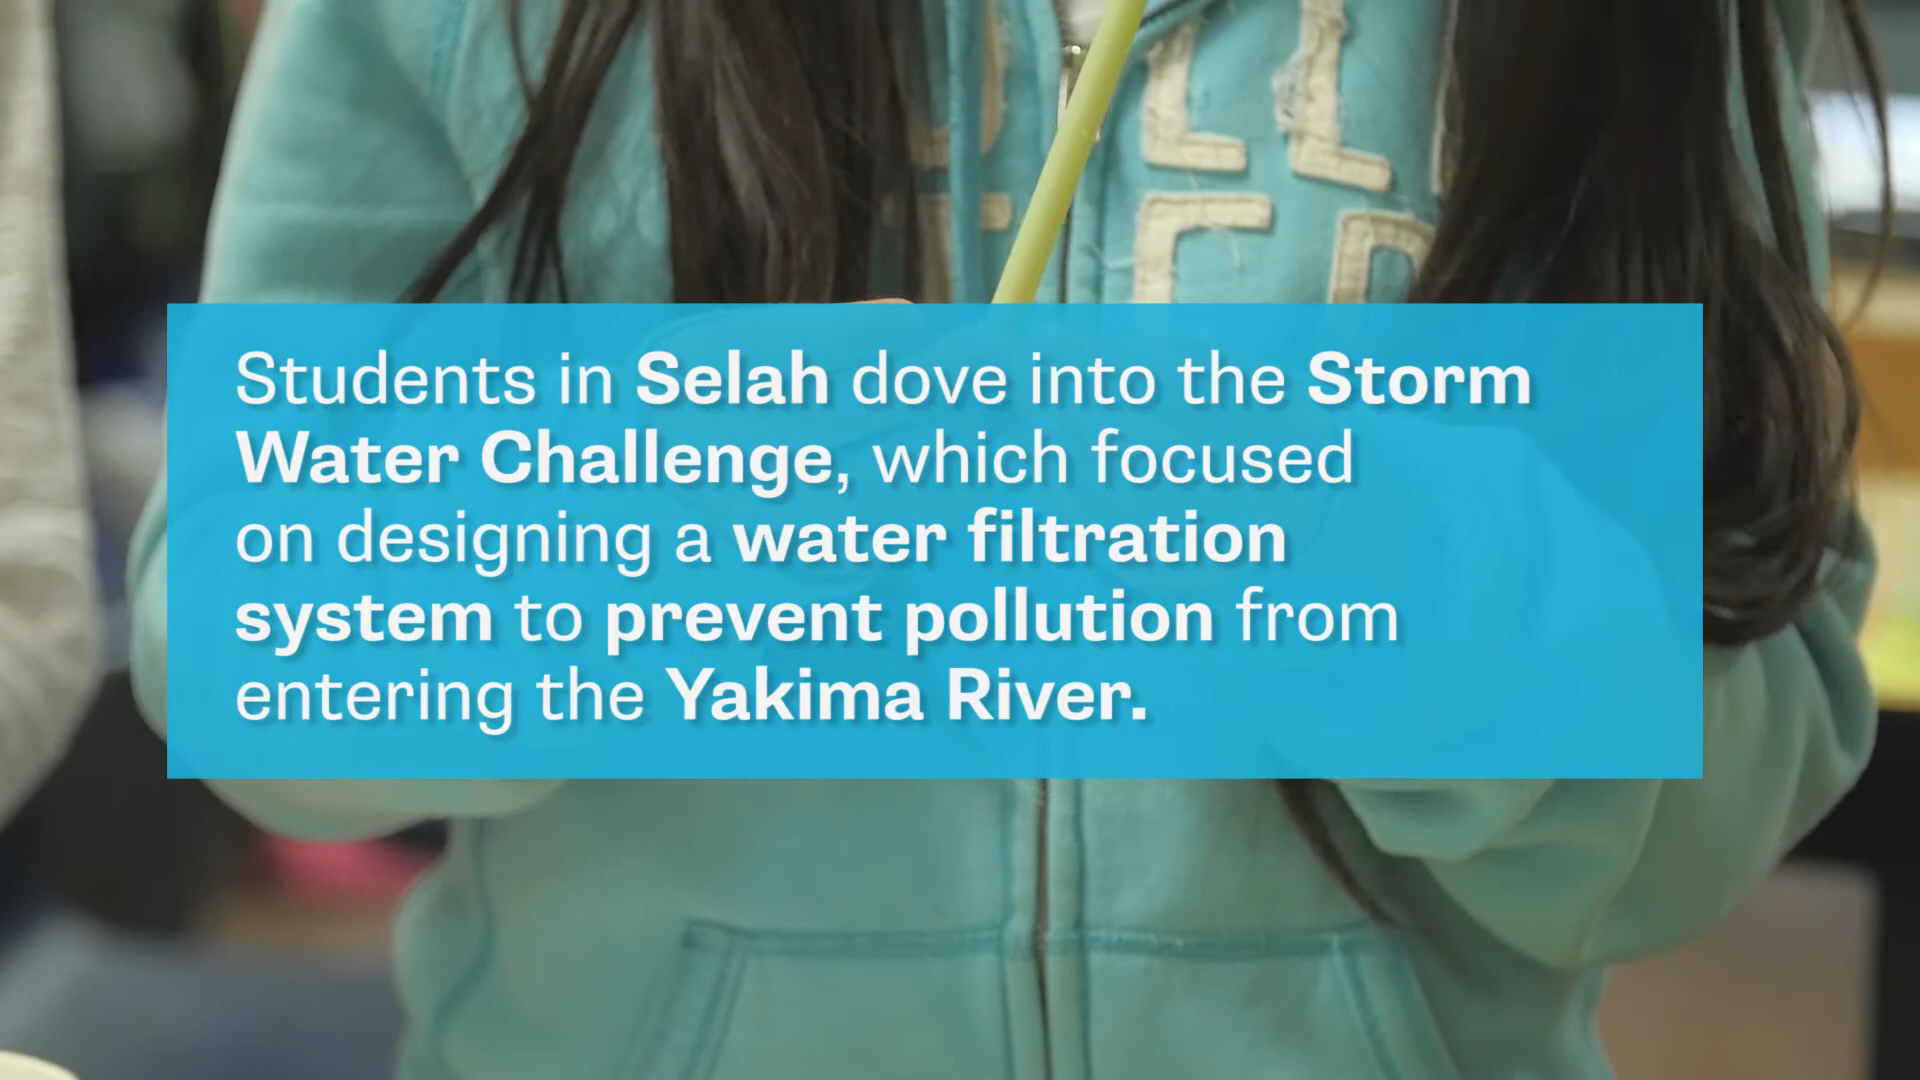 Students in Selah dove into the Storm
Water Challenge, which focused
on designing a water filtration
system to prevent pollution from
entering the Yakima River.